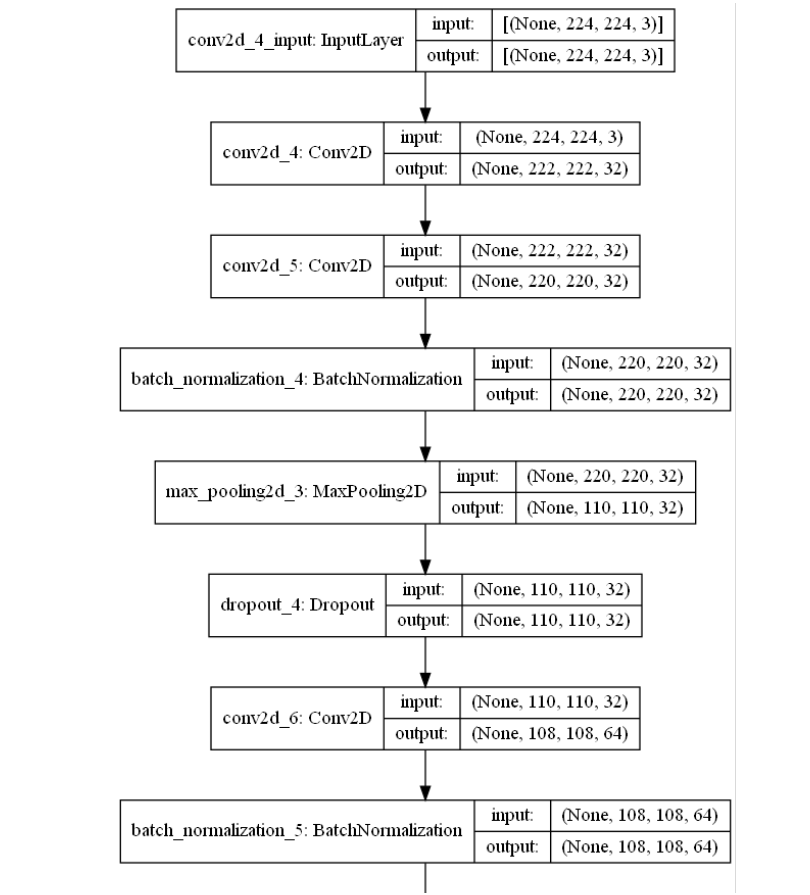 conv2d_4_input: InputLayer
input: [(None, 224, 224, 3)]
output: [(None, 224, 224, 3)]
conv2d_4: Conv2D
input: (None, 224, 224, 3)
output: (None, 222, 222, 32)
conv2d_5: Conv2D
input: (None, 222, 222, 32)
output: (None, 220, 220, 32)
batch_normalization_4: BatchNormalization
input: (None, 220, 220, 32)
output: (None, 220, 220, 32)
max_pooling2d_3: MaxPooling2D
input: (None, 220, 220, 32)
output: (None, 110, 110, 32)
dropout_4: Dropout
input: (None, 110, 110, 32)
output: (None, 110, 110, 32)
conv2d_6: Conv2D
input: (None, 110, 110, 32)
output: (None, 108, 108, 64)
batch_normalization_5: BatchNormalization
input: (None, 108, 108, 64)
output: (None, 108, 108, 64)